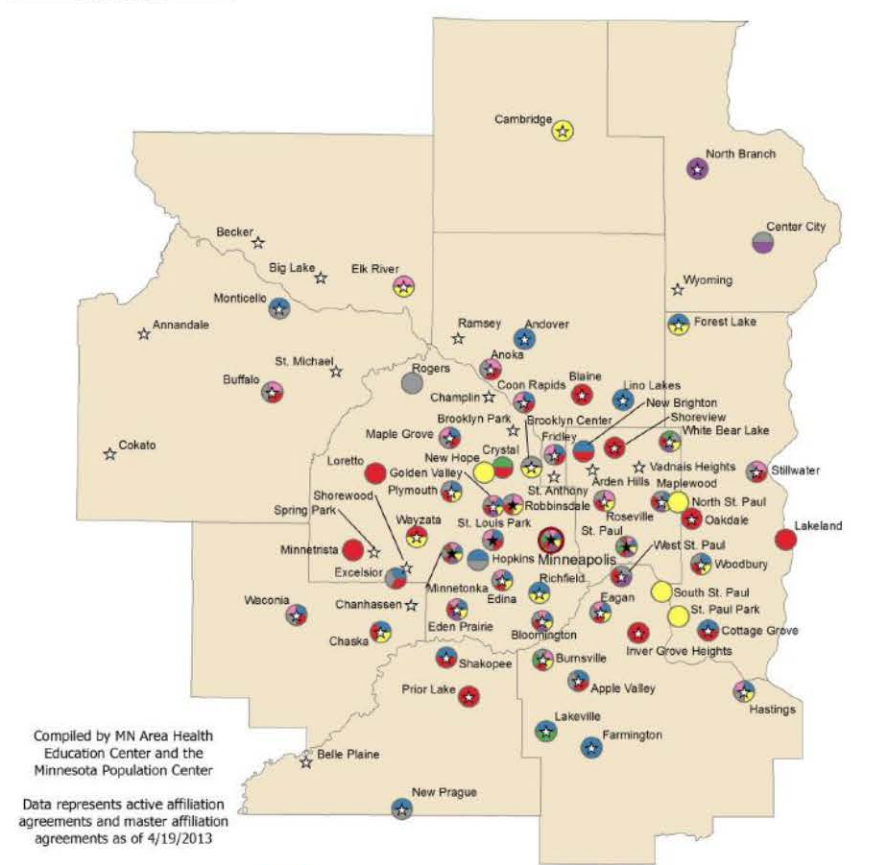 Cambridge
North Branch
Center City
Becker
Big Lake
Elk River
Wyoming
Monticello
Annandale
Ramsey
Andover
Forest Lake
St. Michael
Rogers
Anoka
Buffalo
Coon Rapids
Blaine
Lino Lakes
Champlin
New Brighton
Brooklyn Park
Brooklyn Center
Shoreview
Maple Grove
Fridley
White Bear Lake
Cokato
New Hope
Crystal
Loretto
Golden Valley
Vadnais Heights
Stillwater
St. Anthony
Arden Hills
Maplewood
Shorewood
Plymouth
Robbinsdale
North St. Paul
Spring Park
Roseville
Oakdale
Wayzata
St. Louis Park
St. Paul
Lakeland
Minnetrista
Hopkins
Minneapolis
West St. Paul
Woodbury
Excelsior
Minnetonka
Richfield
South St. Paul
Waconia
Chanhassen
Edina
Eagan
St. Paul Park
Eden Prairie
Chaska
Bloomington
Cottage Grove
Inver Grove Heights
Shakopee
Burnsville
Prior Lake
Apple Valley
Hastings
Lakeville
Farmington
Belle Plaine
New Prague
Compiled by MN Area Health
Education Center and the
Minnesota Population Center
Data represents active affiliation
agreements and master affiliation
agreements as of 4/19/2013